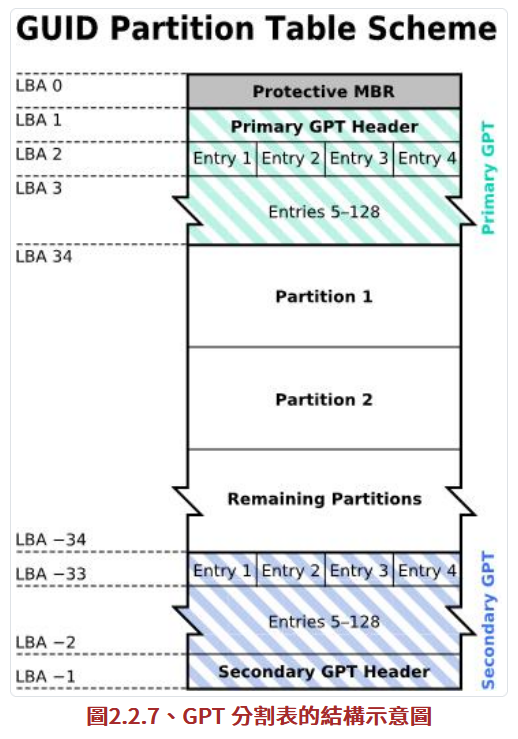 GUID Partition Table Scheme
LBA 0
Protective MBR
LBA 1
Primary GPT Header
LBA 2
Entry 1 Entry 2 Entry 3 Entry 4
LBA 3
Entries 5–128
Primary GPT
LBA 34
Partition 1
Partition 2
Remaining Partitions
LBA −34
LBA −33
Entry 1 Entry 2 Entry 3 Entry 4
Entries 5–128
LBA −2
Secondary GPT Header
LBA −1
Secondary GPT
圖2.2.7、GPT 分割表的結構示意圖